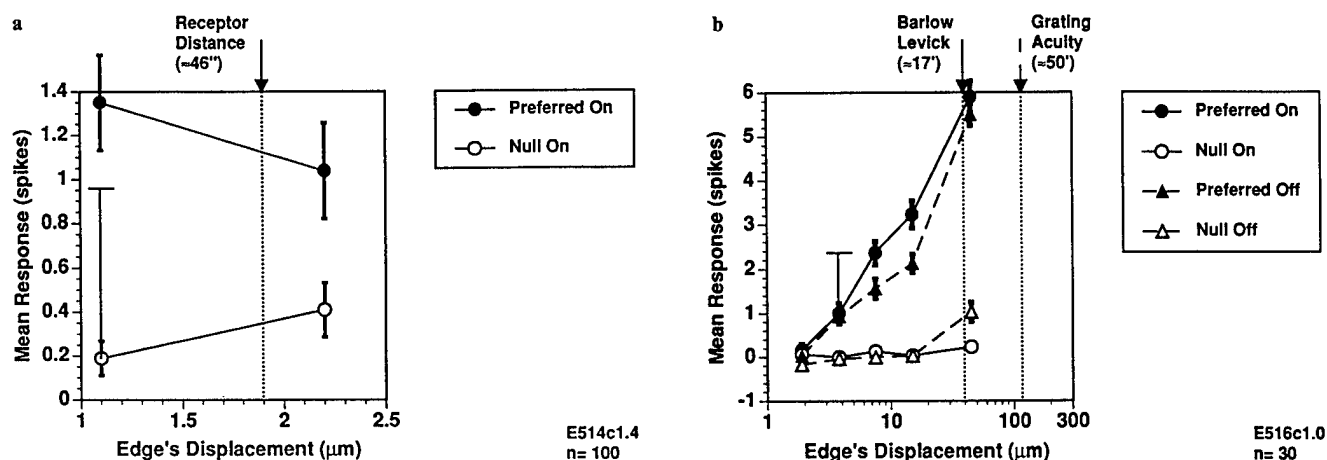 a
Receptor
Distance
(≈46")
1.4
1.2
1
0.8
0.6
0.4
0.2
0
Mean Response (spikes)
1
1.5
2
2.5
Edge's Displacement (μm)
Preferred On
Null On
E514c1.4
n= 100
b
Barlow
Levick
(≈17')
Grating
Acuity
(≈50')
6
5
4
3
2
1
0
-1
Mean Response (spikes)
1
10
100
300
Edge's Displacement (μm)
Preferred On
Null On
Preferred Off
Null Off
E516c1.0
n= 30